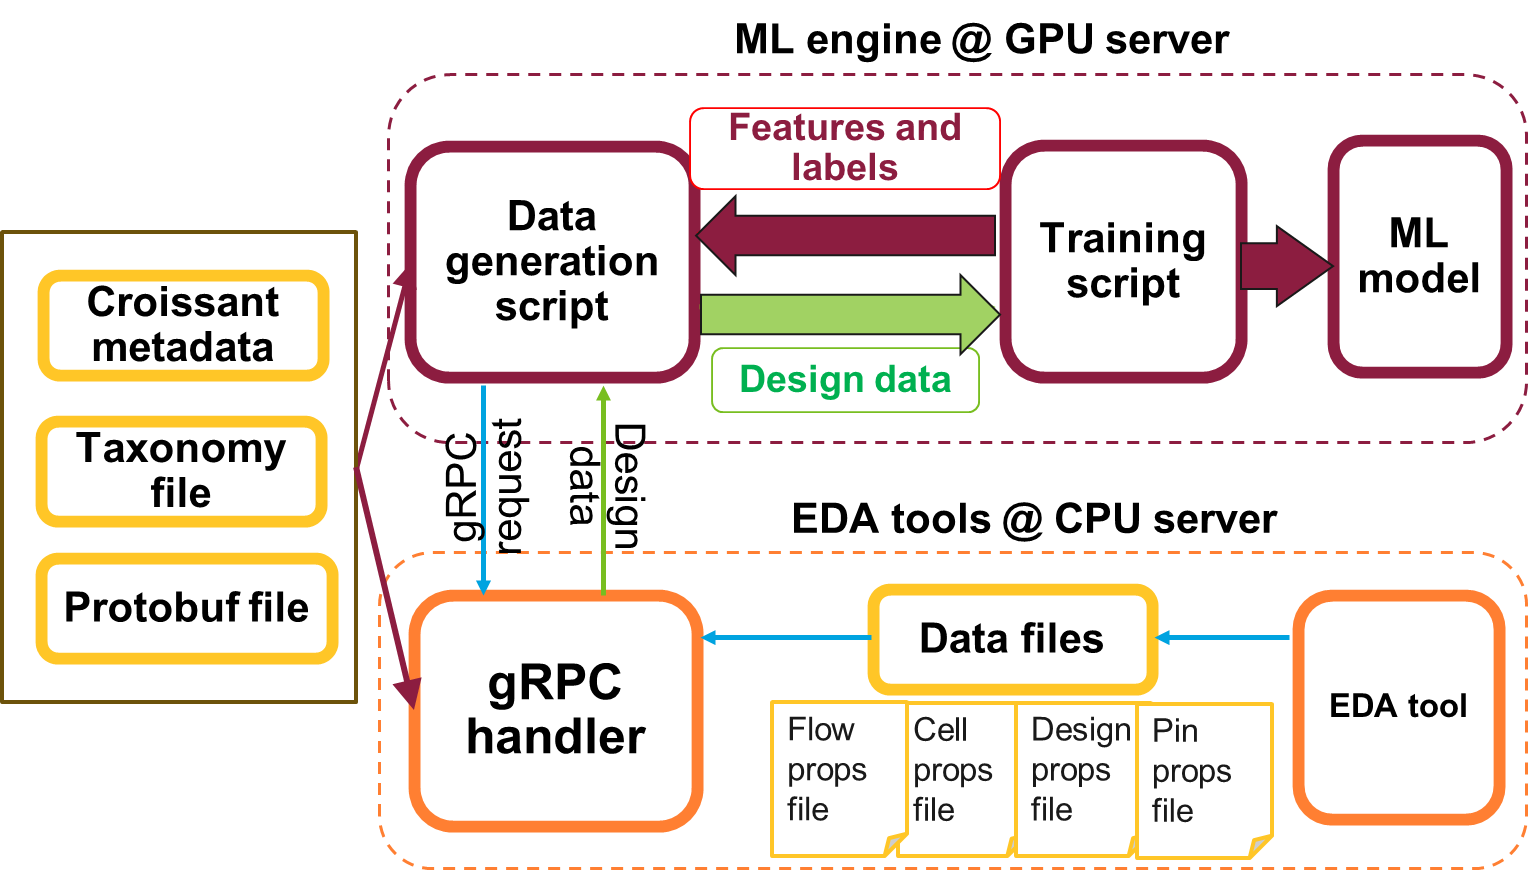 ML engine @ GPU server
Features and
labels
Data
generation
script
Training
script
ML
model
Design data
Croissant
metadata
Taxonomy
file
Protobuf file
gRPC
request
Design
data
EDA tools @ CPU server
gRPC
handler
Data files
EDA tool
Flow
props
file
Cell
props
file
Design
props
file
Pin
props
file